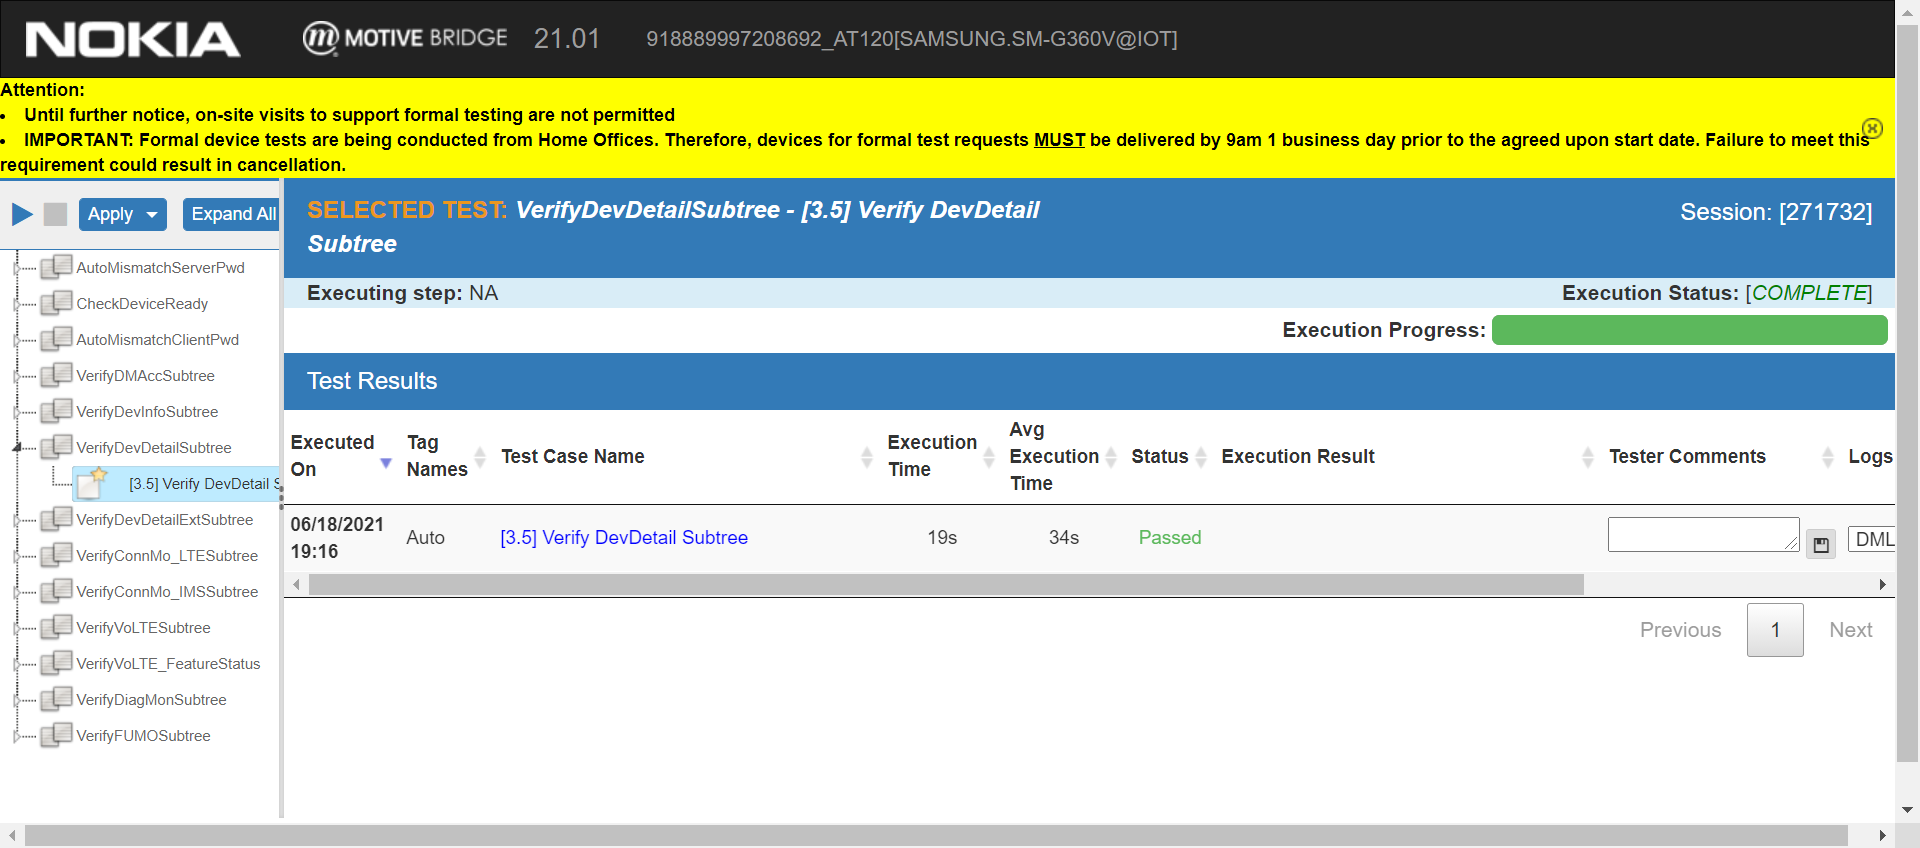 NOKIA MOTIVE BRIDGE 21.01 918889997208692_AT120[SAMSUNG.SM-G360V@IOT]
Attention:
• Until further notice, on-site visits to support formal testing are not permitted
• IMPORTANT: Formal device tests are being conducted from Home Offices. Therefore, devices for formal test requests MUST be delivered by 9am 1 business day prior to the agreed upon start date. Failure to meet this
requirement could result in cancellation.
Apply Expand All
AutoMismatchServerPwd
CheckDeviceReady
AutoMismatchClientPwd
VerifyDMAccSubtree
VerifyDevInfoSubtree
VerifyDevDetailSubtree
[3.5] Verify DevDetail S
VerifyDevDetailExtSubtree
VerifyConnMo_LTESubtree
VerifyConnMo_IMSSubtree
VerifyVoLTESubtree
VerifyVoLTE_FeatureStatus
VerifyDiagMonSubtree
VerifyFUMOSubtree
SELECTED TEST: VerifyDevDetailSubtree - [3.5] Verify DevDetail
Subtree
Session: [271732]
Executing step: NA
Execution Status: [COMPLETE]
Execution Progress:
Test Results
Executed On Tag Names Test Case Name Execution Time Avg Execution Time Status Execution Result Tester Comments Logs
06/18/2021 19:16 Auto [3.5] Verify DevDetail Subtree 19s 34s Passed DML
Previous 1 Next